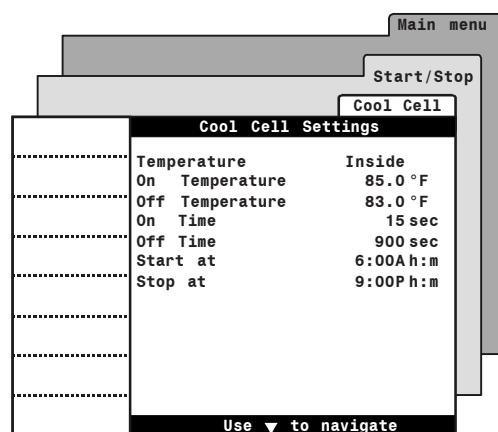 Main menu
Start/Stop
Cool Cell
Cool Cell Settings
Temperature Inside
On Temperature 85.0 °F
Off Temperature 83.0 °F
On Time 15 sec
Off Time 900 sec
Start at 6:00A h:m
Stop at 9:00P h:m
Use ▼ to navigate